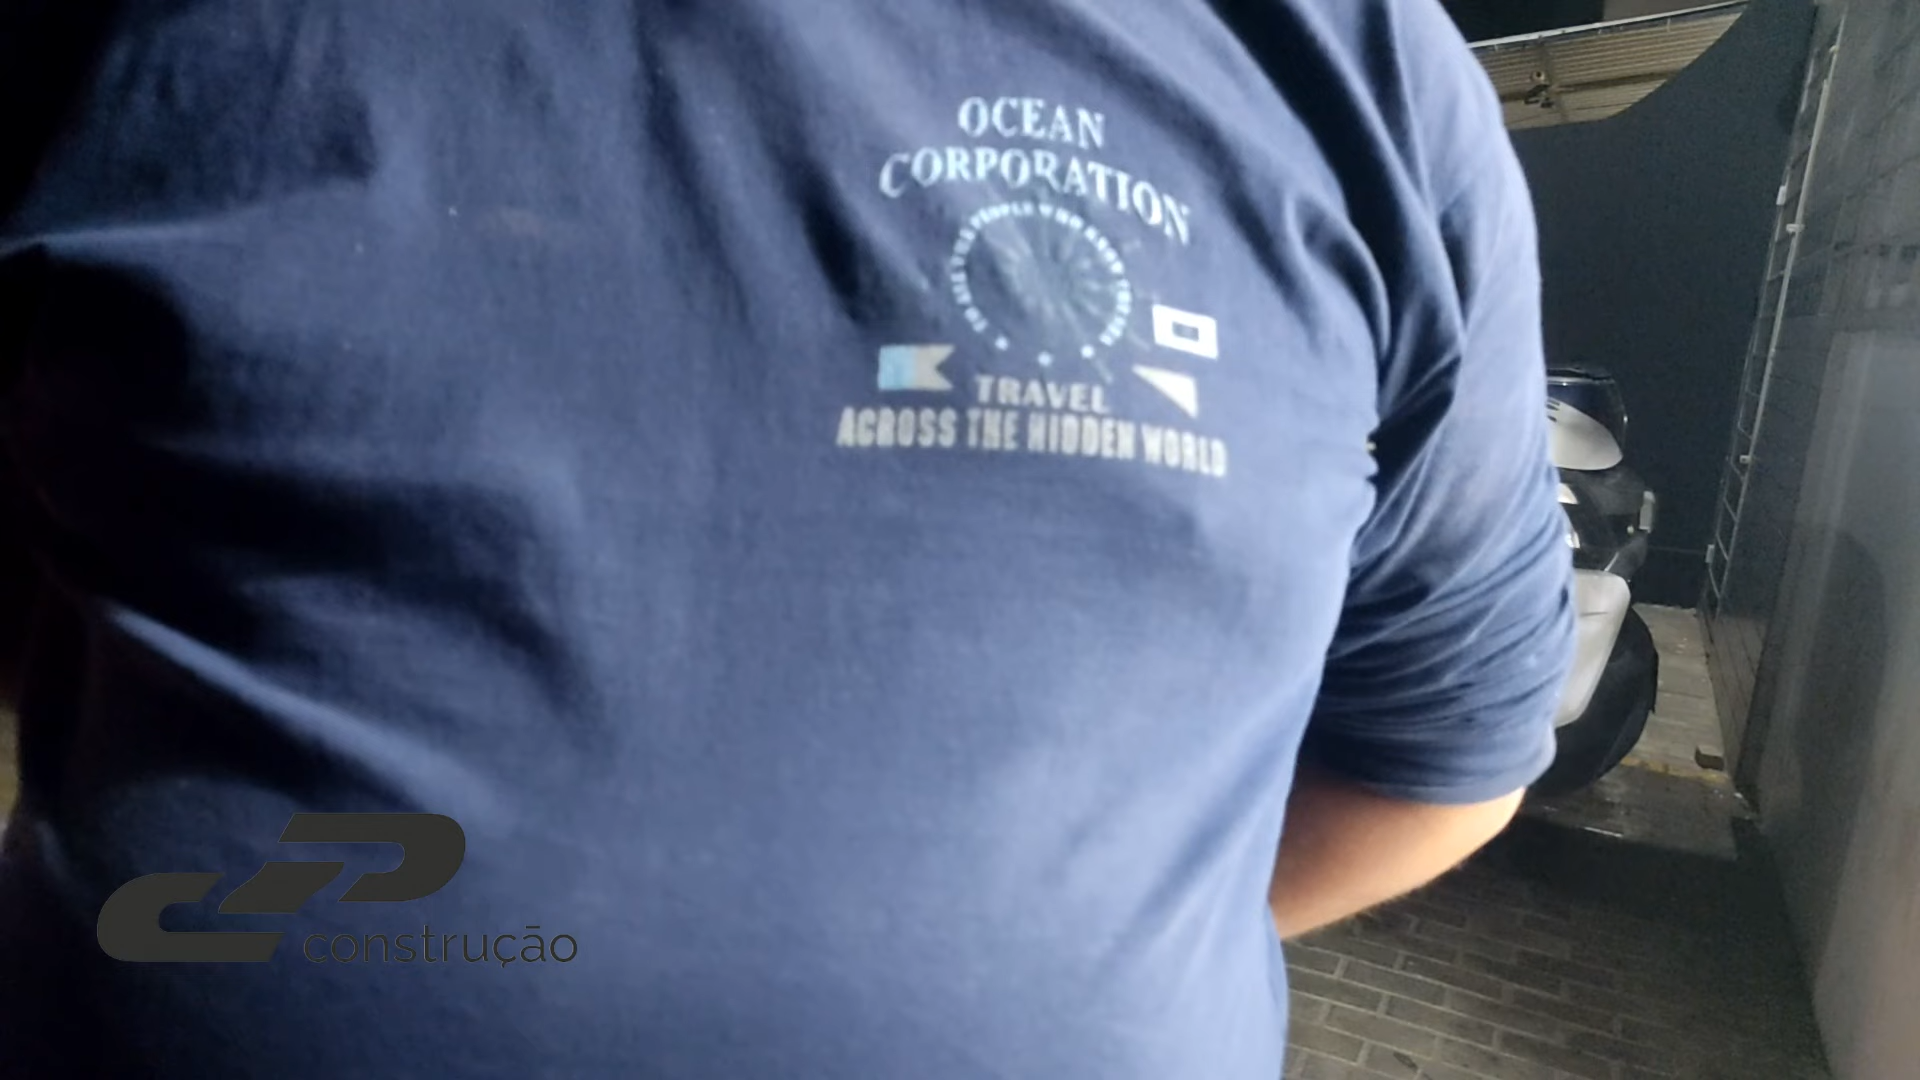 OCEAN
CORPORATION
TRAVEL
ACROSS THE HIDDEN WORLD
construção